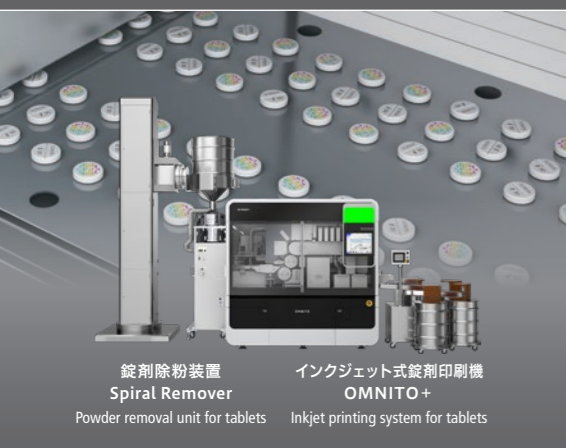 錠剤除粉装置
Spiral Remover
Powder removal unit for tablets
インクジェット式錠剤印刷機
OMNITO+
Inkjet printing system for tablets